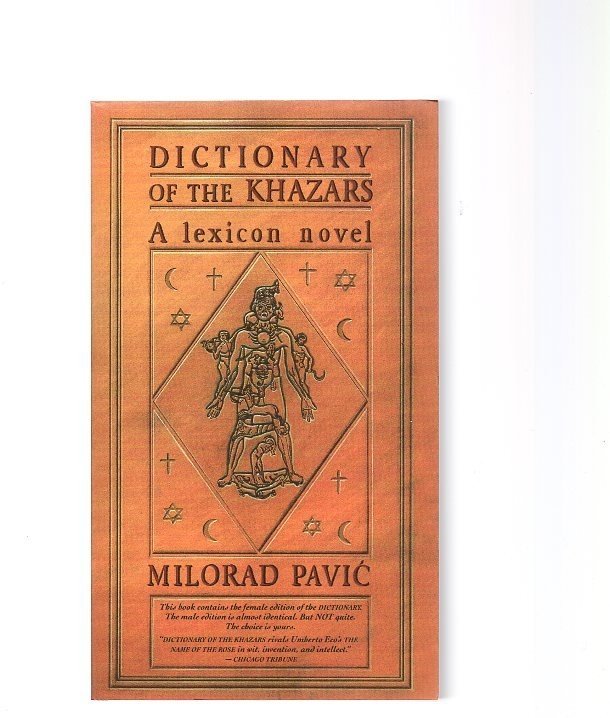 DICTIONARY
OF THE KHAZARS
A lexicon novel
MILORAD PAVIĆ
This book contains the female edition of the DICTIONARY.
The male edition is almost identical. But NOT quite.
The choice is yours.
"DICTIONARY OF THE KHAZARS rivals Umberto Eco's THE
NAME OF THE ROSE in wit, invention, and intellect."
— CHICAGO TRIBUNE